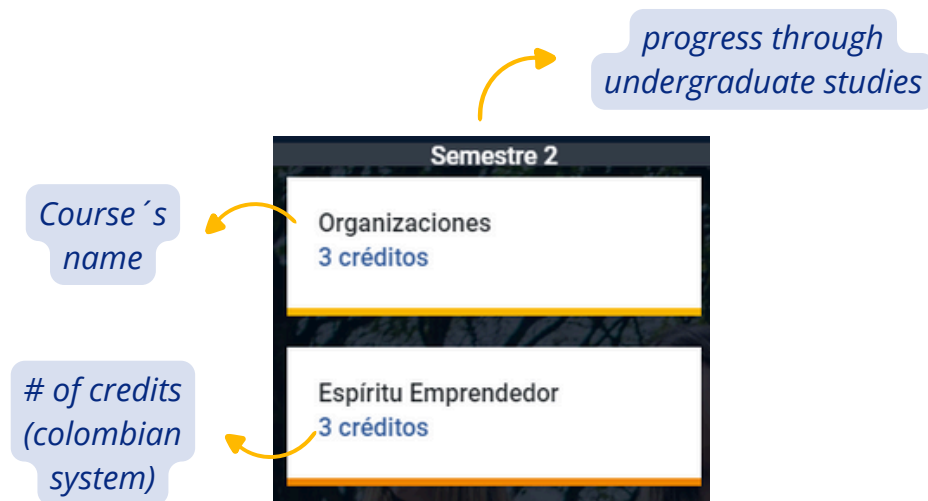 progress through
undergraduate studies
Semestre 2
Course´s
name
Organizaciones
3 créditos
# of credits
(colombian
system)
Espíritu Emprendedor
3 créditos